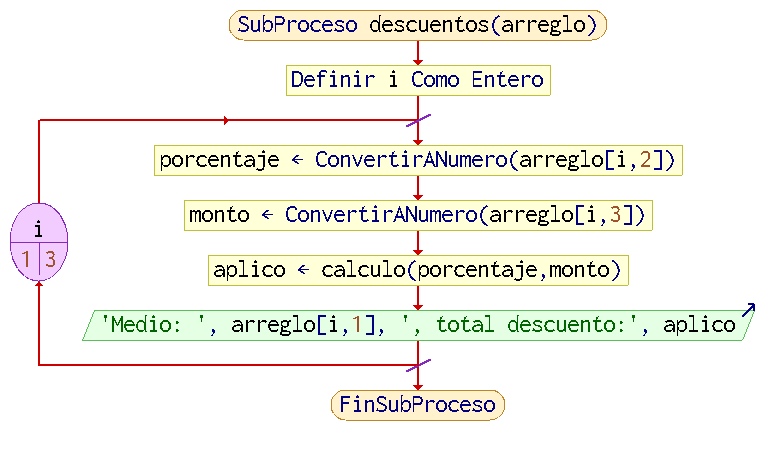 SubProceso descuentos(arreglo)
Definir i Como Entero
porcentaje ← ConvertirANumero(arreglo[i,2])
monto ← ConvertirANumero(arreglo[i,3])
i
1 3
aplico ← calculo(porcentaje,monto)
'Medio: ', arreglo[i,1], ', total descuento:', aplico
FinSubProceso